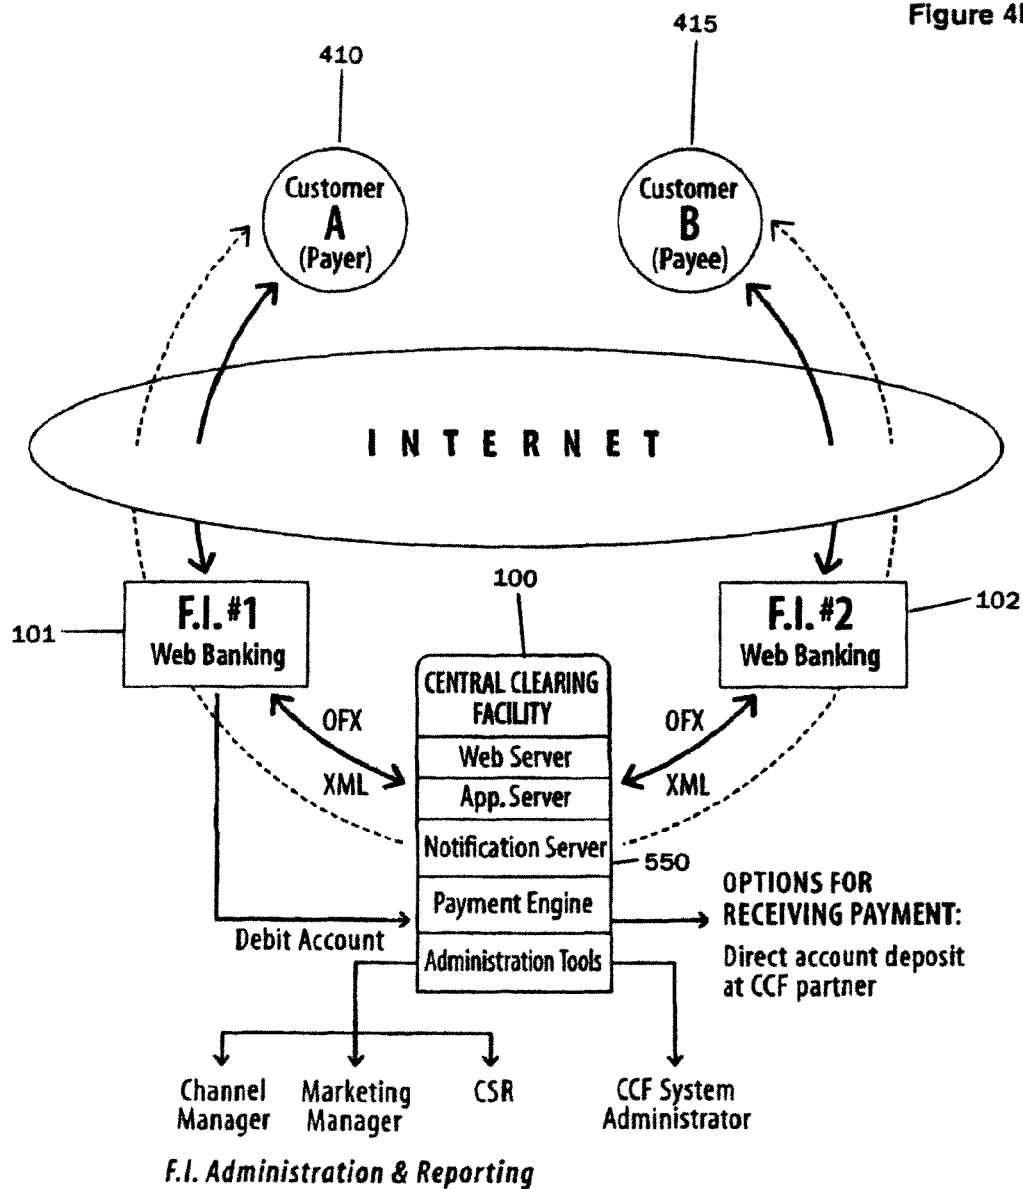 Figure 4
415
410
Customer
A
(Payer)
Customer
B
(Payee)
INTERNET
100
F.I. #1
Web Banking
101
F.I. #2
Web Banking
102
CENTRAL CLEARING
FACILITY
OFX
XML
OFX
XML
Web Server
App. Server
Notification Server
550
Payment Engine
Administration Tools
Debit Account
OPTIONS FOR
RECEIVING PAYMENT:
Direct account deposit
at CCF partner
Channel
Manager
Marketing
Manager
CSR
CCF System
Administrator
F.I. Administration & Reporting